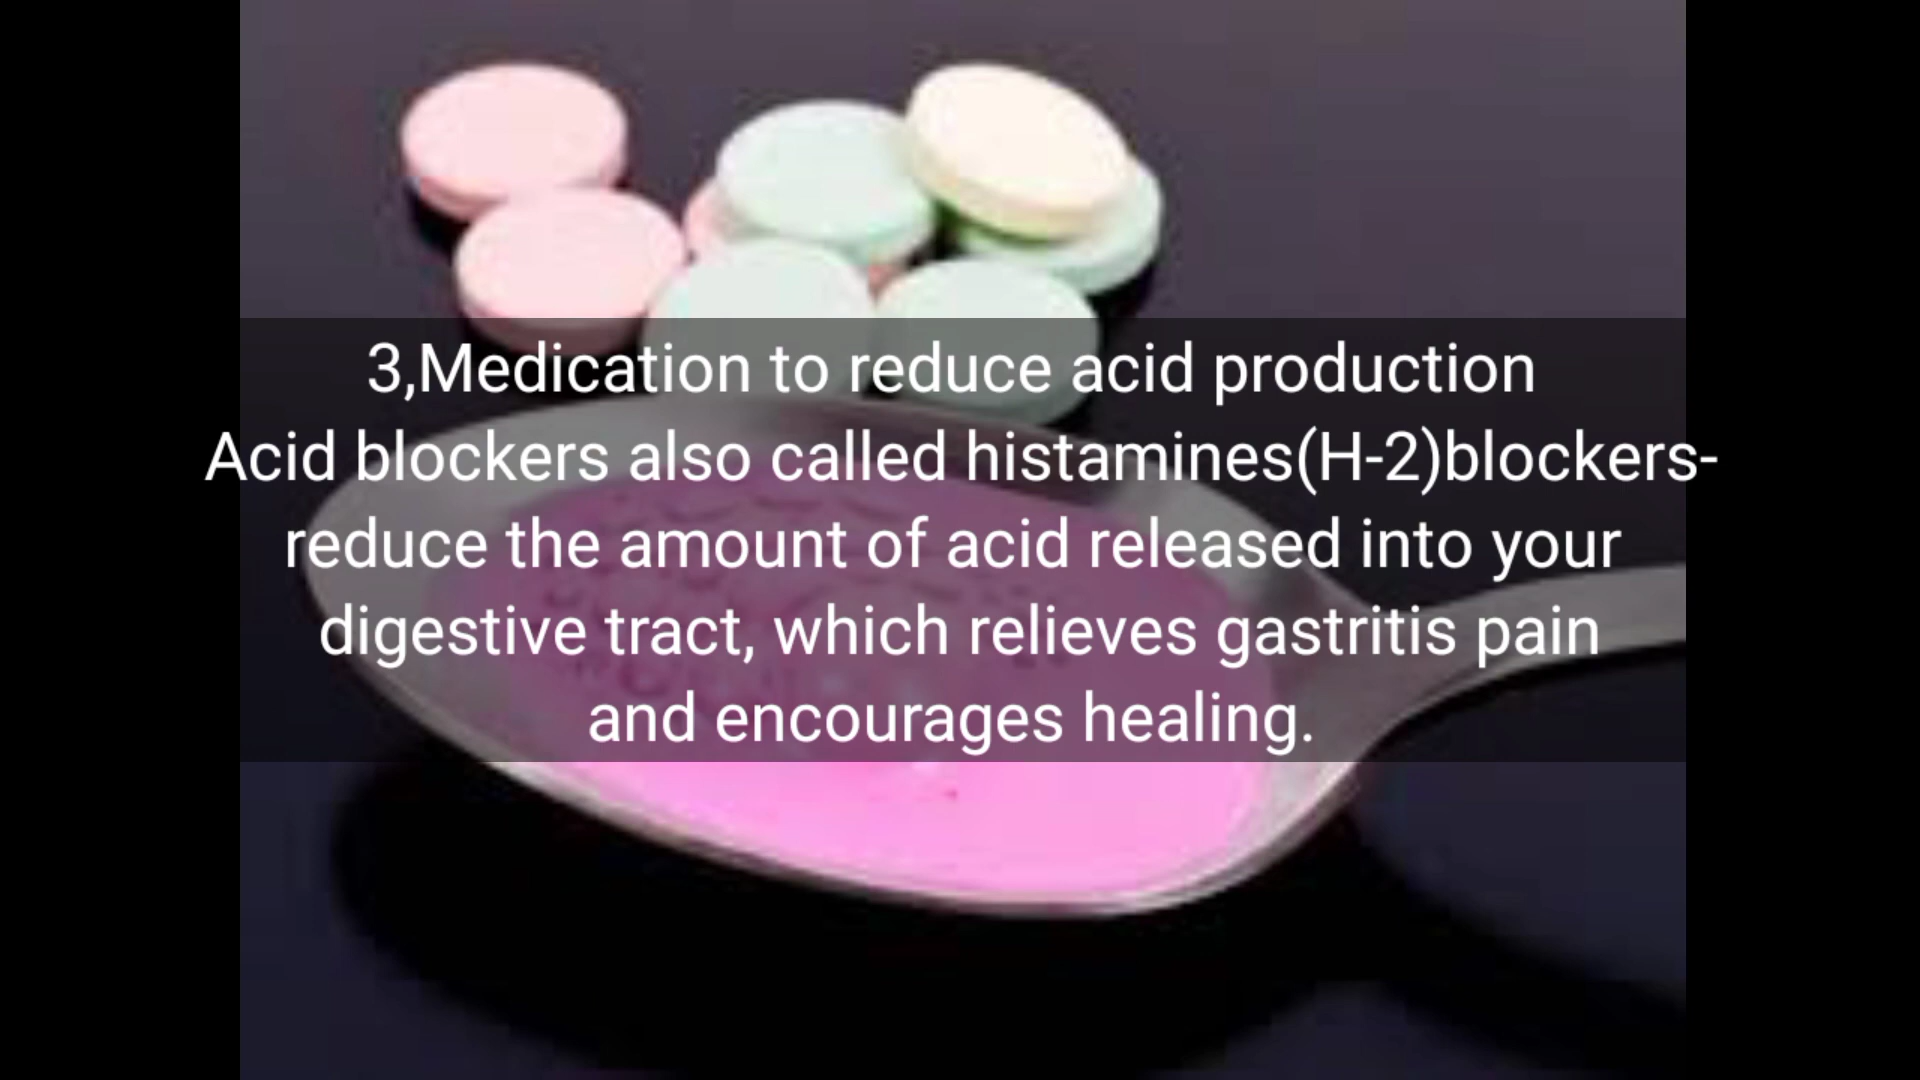 3,Medication to reduce acid production
Acid blockers also called histamines(H-2)blockers-
reduce the amount of acid released into your
digestive tract, which relieves gastritis pain
and encourages healing.